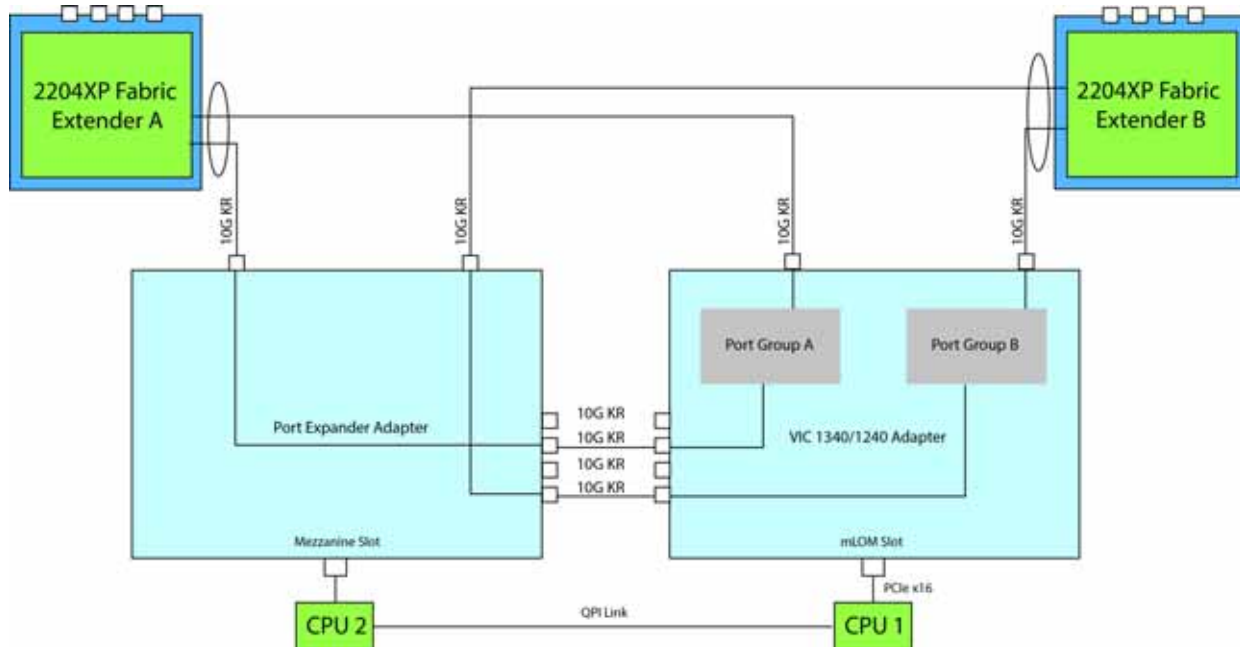 2204XP Fabric
Extender A
2204XP Fabric
Extender B
10G KR
10G KR
10G KR
10G KR
Port Group A
Port Group B
10G KR
Port Expander Adapter
10G KR
VIC 1340/1240 Adapter
10G KR
10G KR
Mezzanine Slot
mLOM Slot
PCIe x16
CPU 2
QPI Link
CPU 1